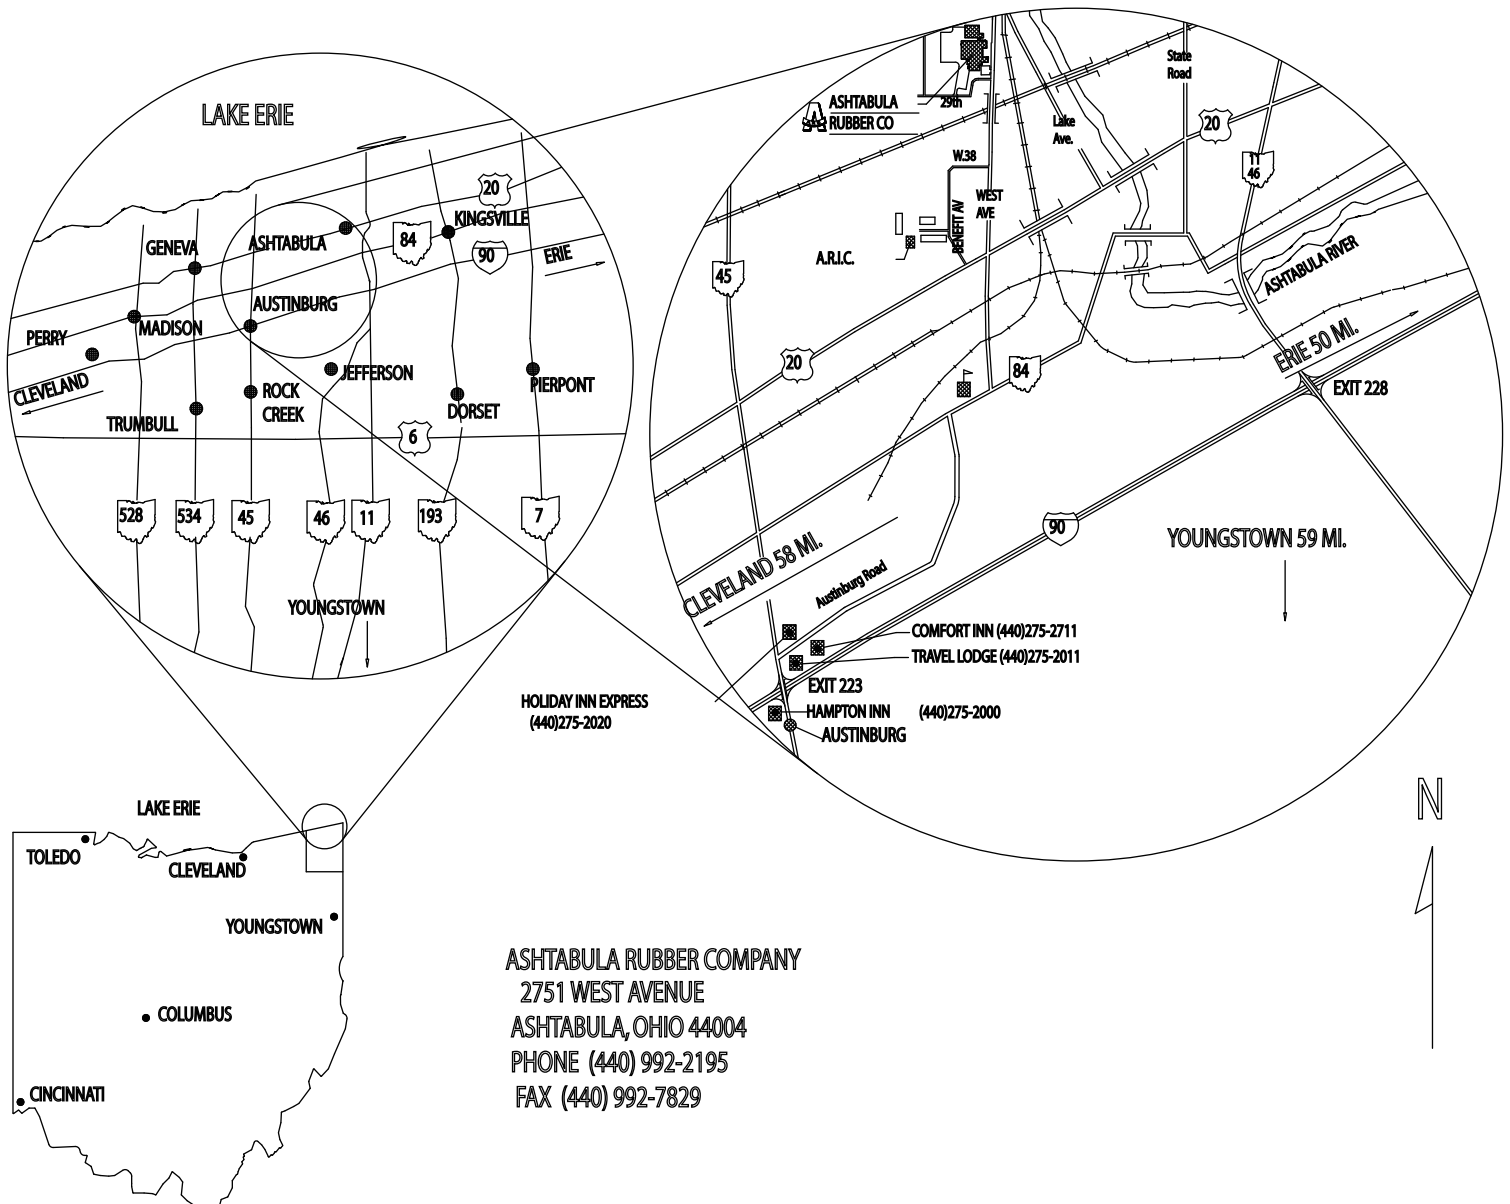 LAKE ERIE
20
KINGSVILLE
84
90
ERIE
GENEVA
ASHTABULA
AUSTINBURG
MADISON
PERRY
CLEVELAND
JEFFERSON
ROCK
CREEK
PIERPONT
DORSET
TRUMBULL
6
528
534
45
46
11
193
7
YOUNGSTOWN
ASHTABULA
RUBBER CO
29th
State
Road
Lake
Ave.
20
11
46
W.38
WEST
AVE
BENEFIT AV
A.R.I.C.
45
ASHTABULA RIVER
20
84
ERIE 50 MI.
EXIT 228
90
YOUNGSTOWN 59 MI.
CLEVELAND 58 MI.
Austinburg Road
COMFORT INN (440)275-2711
TRAVEL LODGE (440)275-2011
EXIT 223
HOLIDAY INN EXPRESS
(440)275-2020
HAMPTON INN (440)275-2000
AUSTINBURG
N
LAKE ERIE
TOLEDO
CLEVELAND
YOUNGSTOWN
COLUMBUS
CINCINNATI
ASHTABULA RUBBER COMPANY
2751 WEST AVENUE
ASHTABULA, OHIO 44004
PHONE (440) 992-2195
FAX (440) 992-7829